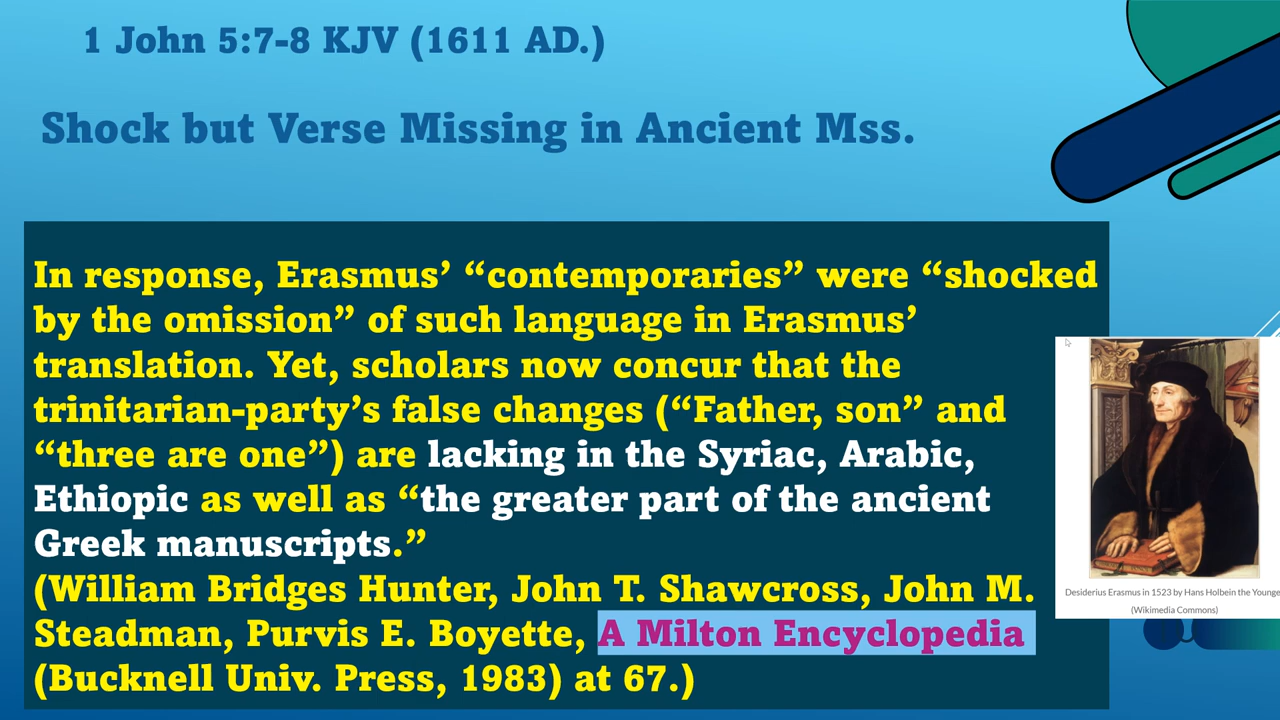 1 John 5:7-8 KJV (1611 AD.)
Shock but Verse Missing in Ancient Mss.
In response, Erasmus’ “contemporaries” were “shocked
by the omission” of such language in Erasmus’
translation. Yet, scholars now concur that the
trinitarian-party’s false changes (“Father, son” and
“three are one”) are lacking in the Syriac, Arabic,
Ethiopic as well as “the greater part of the ancient
Greek manuscripts.”
(William Bridges Hunter, John T. Shawcross, John M.
Steadman, Purvis E. Boyette, A Milton Encyclopedia
(Bucknell Univ. Press, 1983) at 67.)
Desiderius Erasmus in 1523 by Hans Holbein the Younge
(Wikimedia Commons)